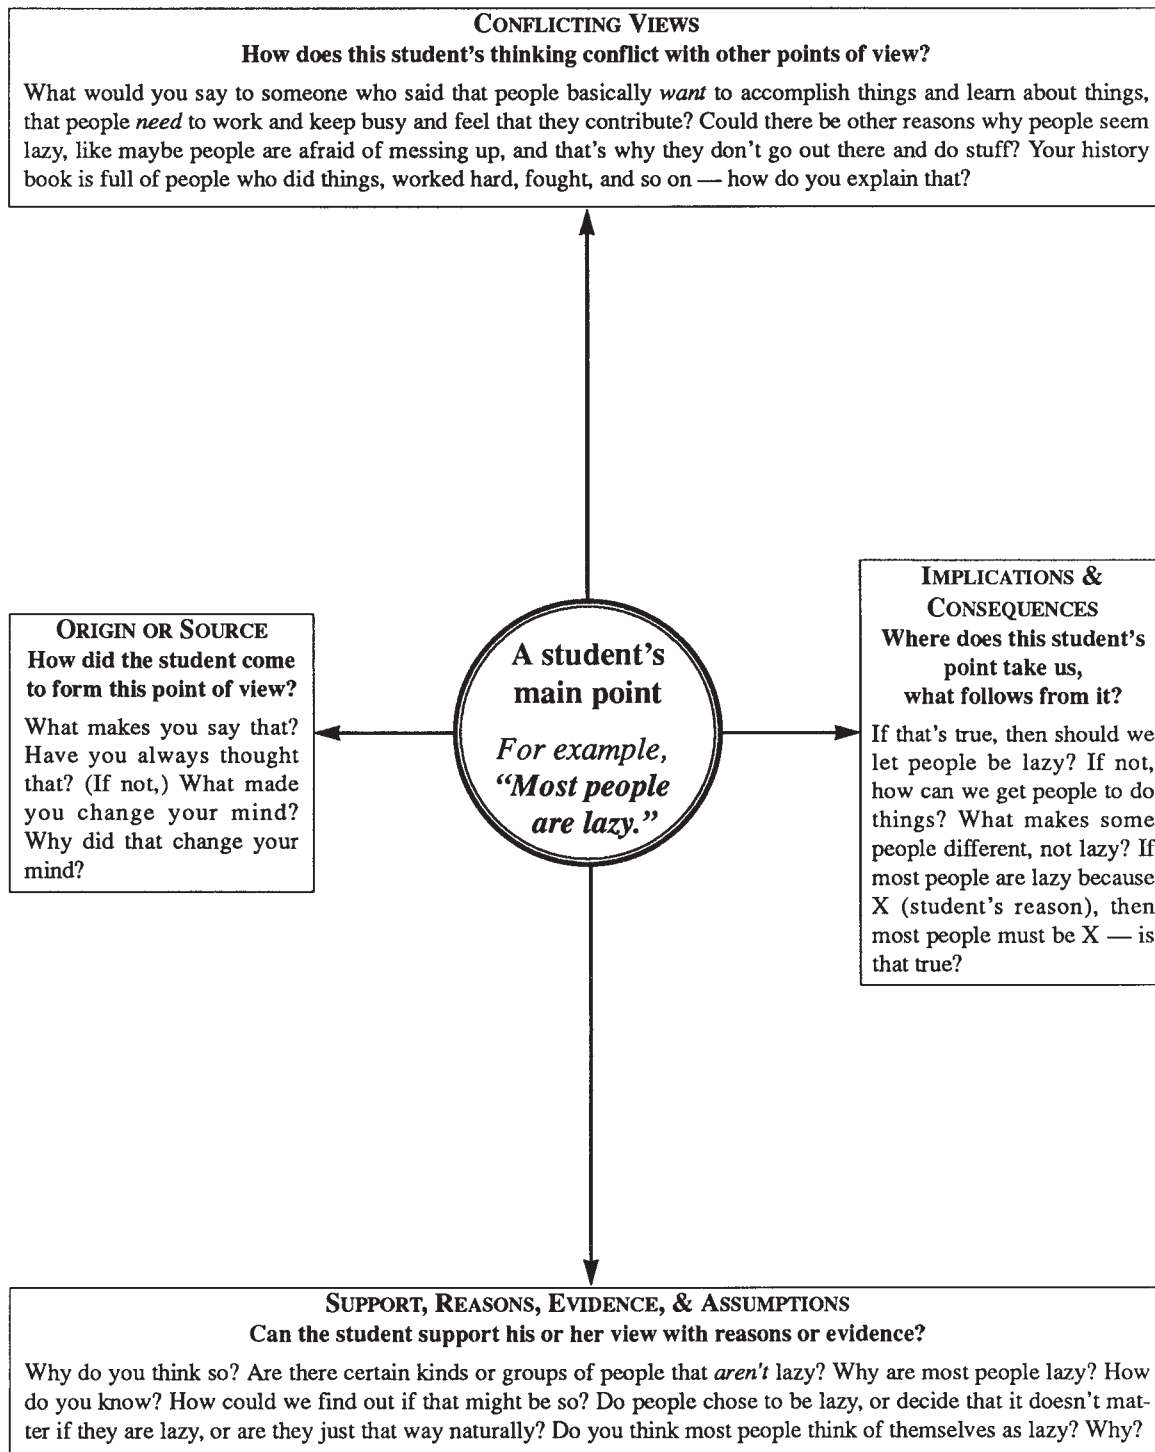 CONFLICTING VIEWS
How does this student's thinking conflict with other points of view?
What would you say to someone who said that people basically want to accomplish things and learn about things,
that people need to work and keep busy and feel that they contribute? Could there be other reasons why people seem
lazy, like maybe people are afraid of messing up, and that's why they don't go out there and do stuff? Your history
book is full of people who did things, worked hard, fought, and so on — how do you explain that?
ORIGIN OR SOURCE
How did the student come
to form this point of view?
What makes you say that?
Have you always thought
that? (If not,) What made
you change your mind?
Why did that change your
mind?
A student's
main point
For example,
“Most people
are lazy.”
IMPLICATIONS &
CONSEQUENCES
Where does this student's
point take us,
what follows from it?
If that's true, then should we
let people be lazy? If not,
how can we get people to do
things? What makes some
people different, not lazy? If
most people are lazy because
X (student's reason), then
most people must be X — is
that true?
SUPPORT, REASONS, EVIDENCE, & ASSUMPTIONS
Can the student support his or her view with reasons or evidence?
Why do you think so? Are there certain kinds or groups of people that aren't lazy? Why are most people lazy? How
do you know? How could we find out if that might be so? Do people chose to be lazy, or decide that it doesn't mat-
ter if they are lazy, or are they just that way naturally? Do you think most people think of themselves as lazy? Why?